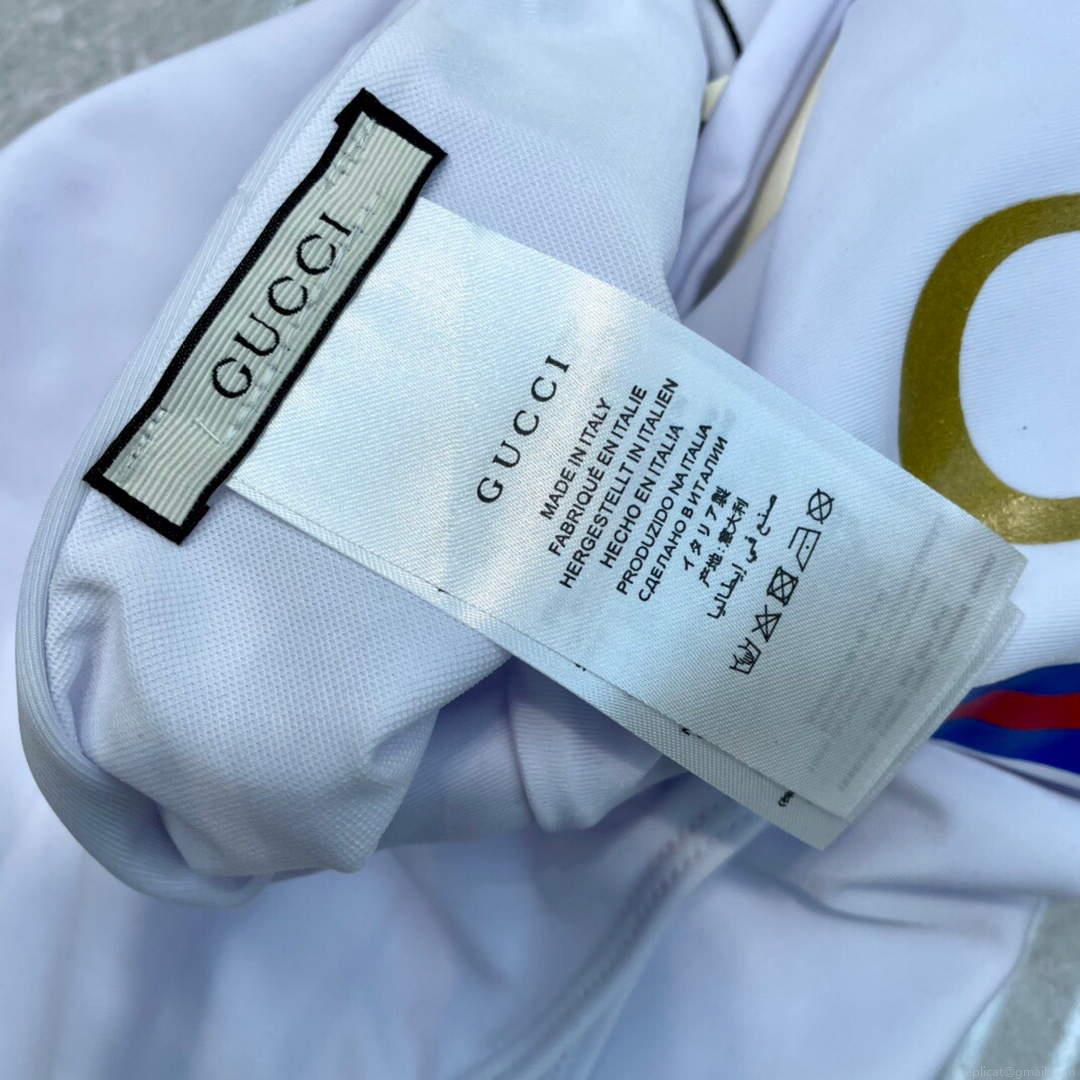 GUCCI
GUCCI
MADE IN ITALY
FABRIQUÉ EN ITALIE
HERGESTELLT IN ITALIEN
HECHO EN ITALIA
PRODUZIDO NA ITALIA
СДЕЛАНО В ИТАЛИИ
イタリア製
产地:意大利
صنع في إيطاليا